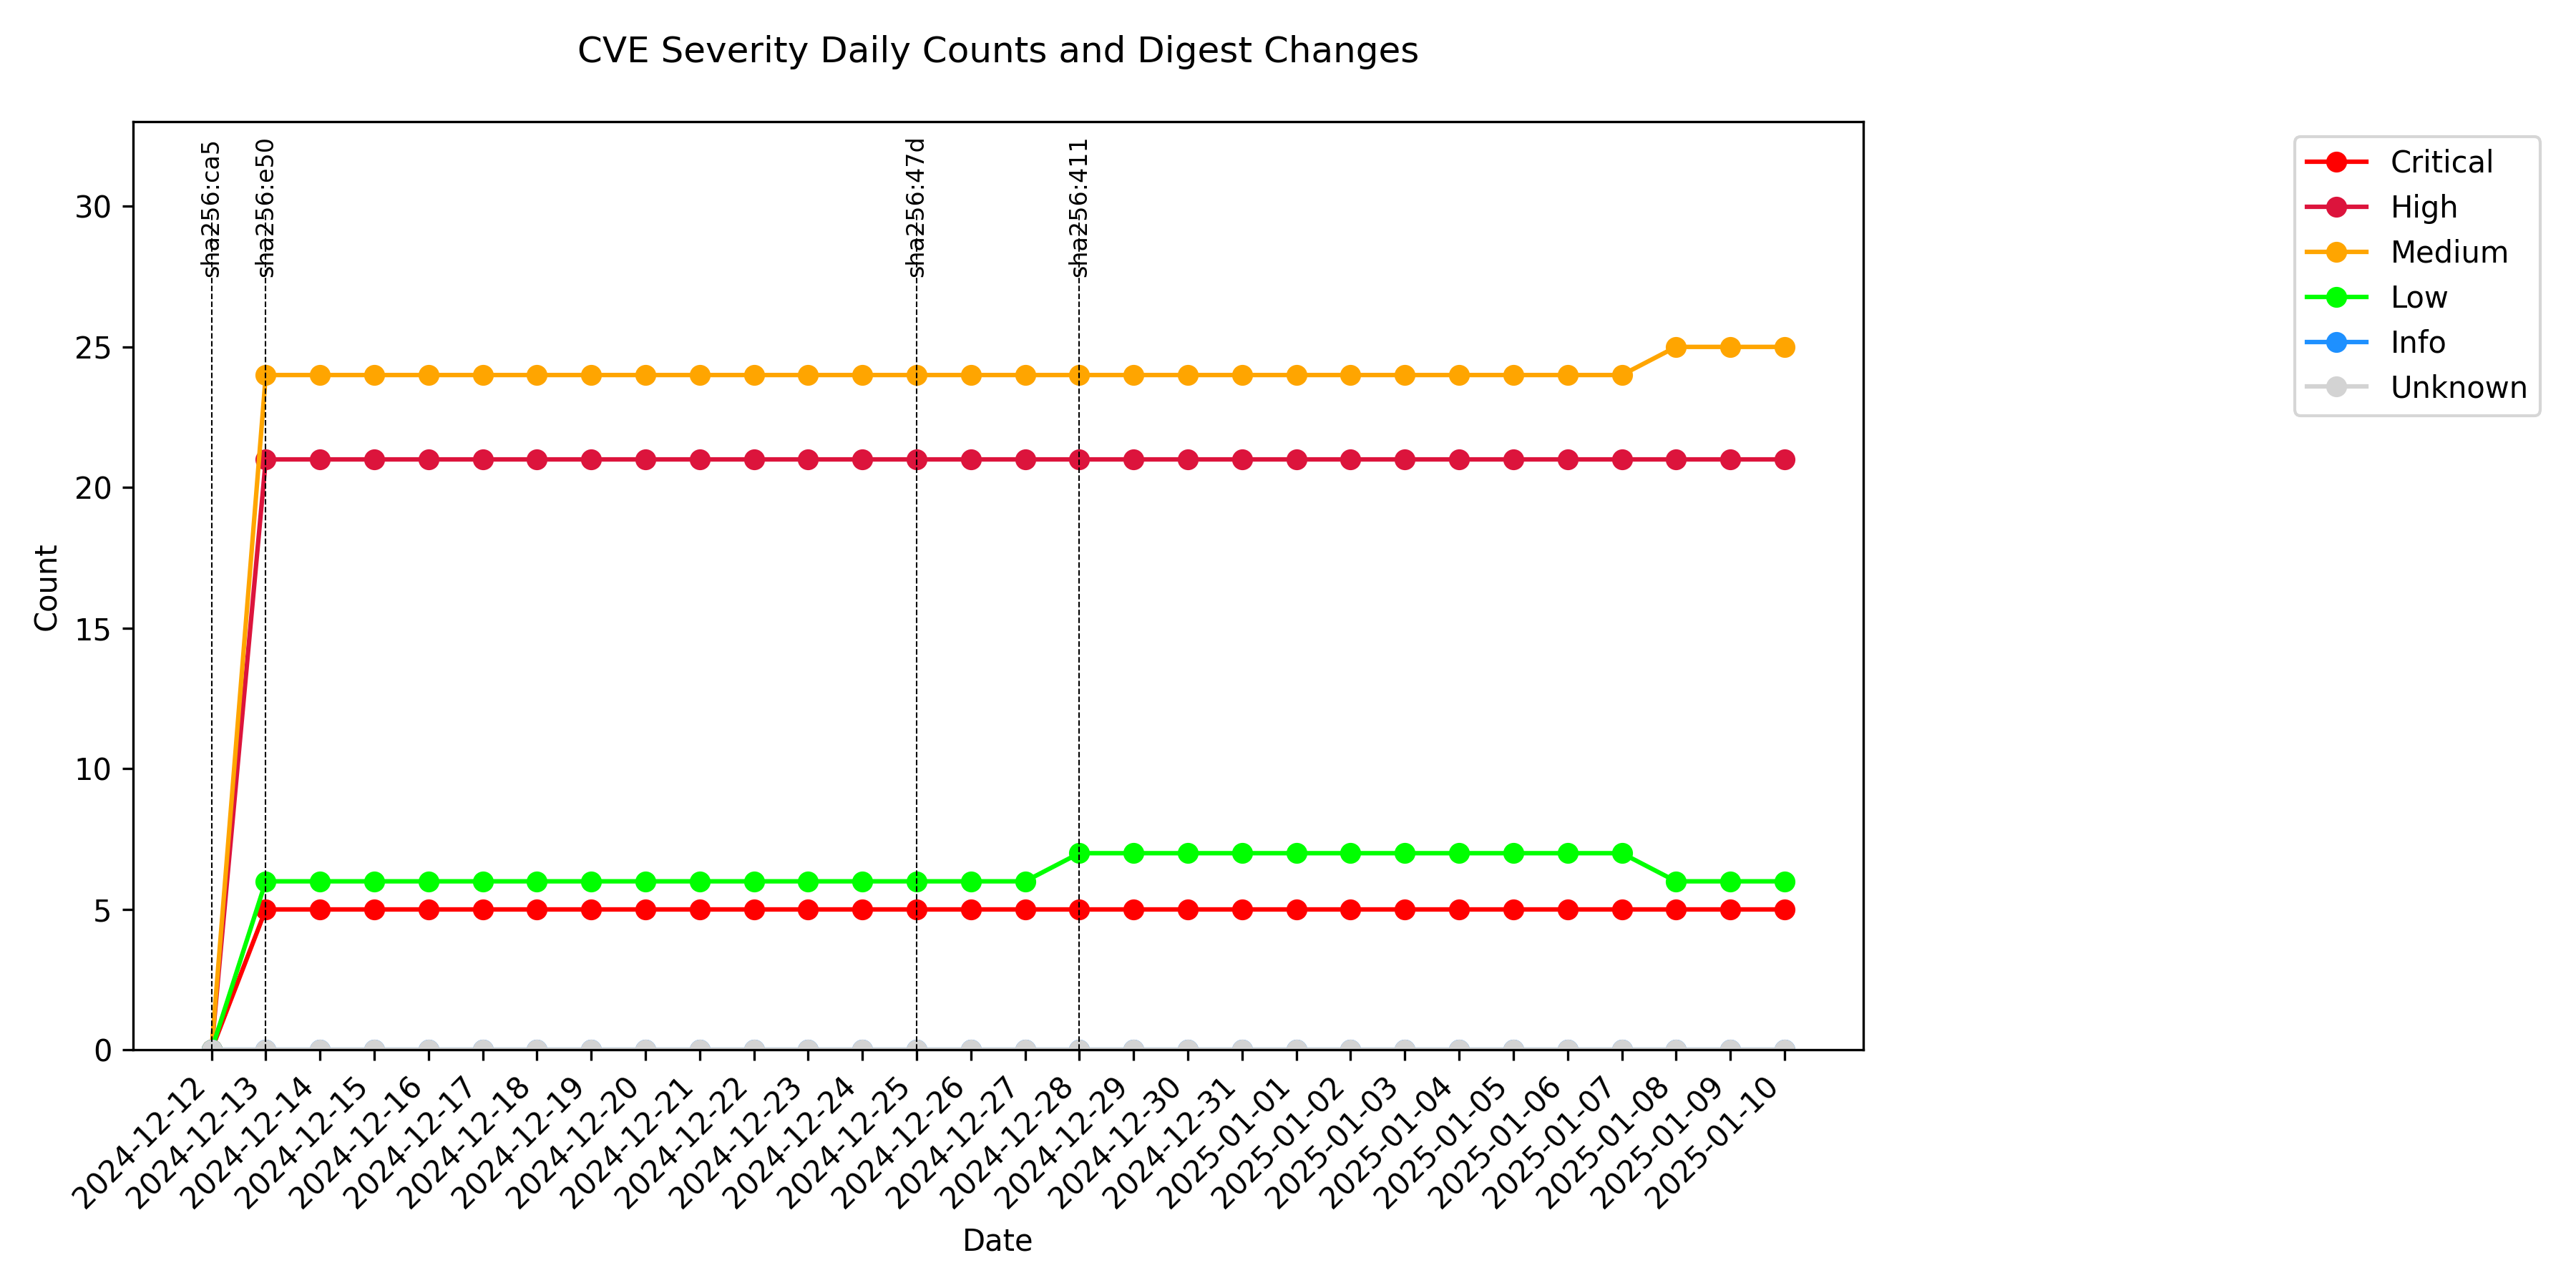 CVE Severity Daily Counts and Digest Changes
sha256:ca5
sha256:e50
sha256:47d
sha256:411
Critical
High
Medium
Low
Info
Unknown
30
25
20
15
10
5
0
Count
2024-12-12
2024-12-13
2024-12-14
2024-12-15
2024-12-16
2024-12-17
2024-12-18
2024-12-19
2024-12-20
2024-12-21
2024-12-22
2024-12-23
2024-12-24
2024-12-25
2024-12-26
2024-12-27
2024-12-28
2024-12-29
2024-12-30
2024-12-31
2025-01-01
2025-01-02
2025-01-03
2025-01-04
2025-01-05
2025-01-06
2025-01-07
2025-01-08
2025-01-09
2025-01-10
Date